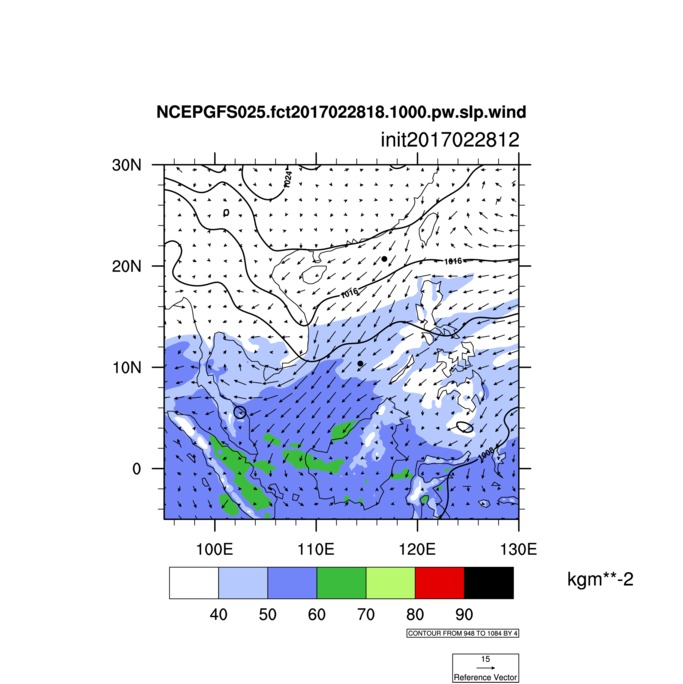 NCEPGFS025.fct2017022818.1000.pw.slp.wind
init2017022812
30N
1024
20N
1016
1016
10N
1008
0
100E 110E 120E 130E
kgm**-2
40 50 60 70 80 90
CONTOUR FROM 948 TO 1084 BY 4
15
Reference Vector